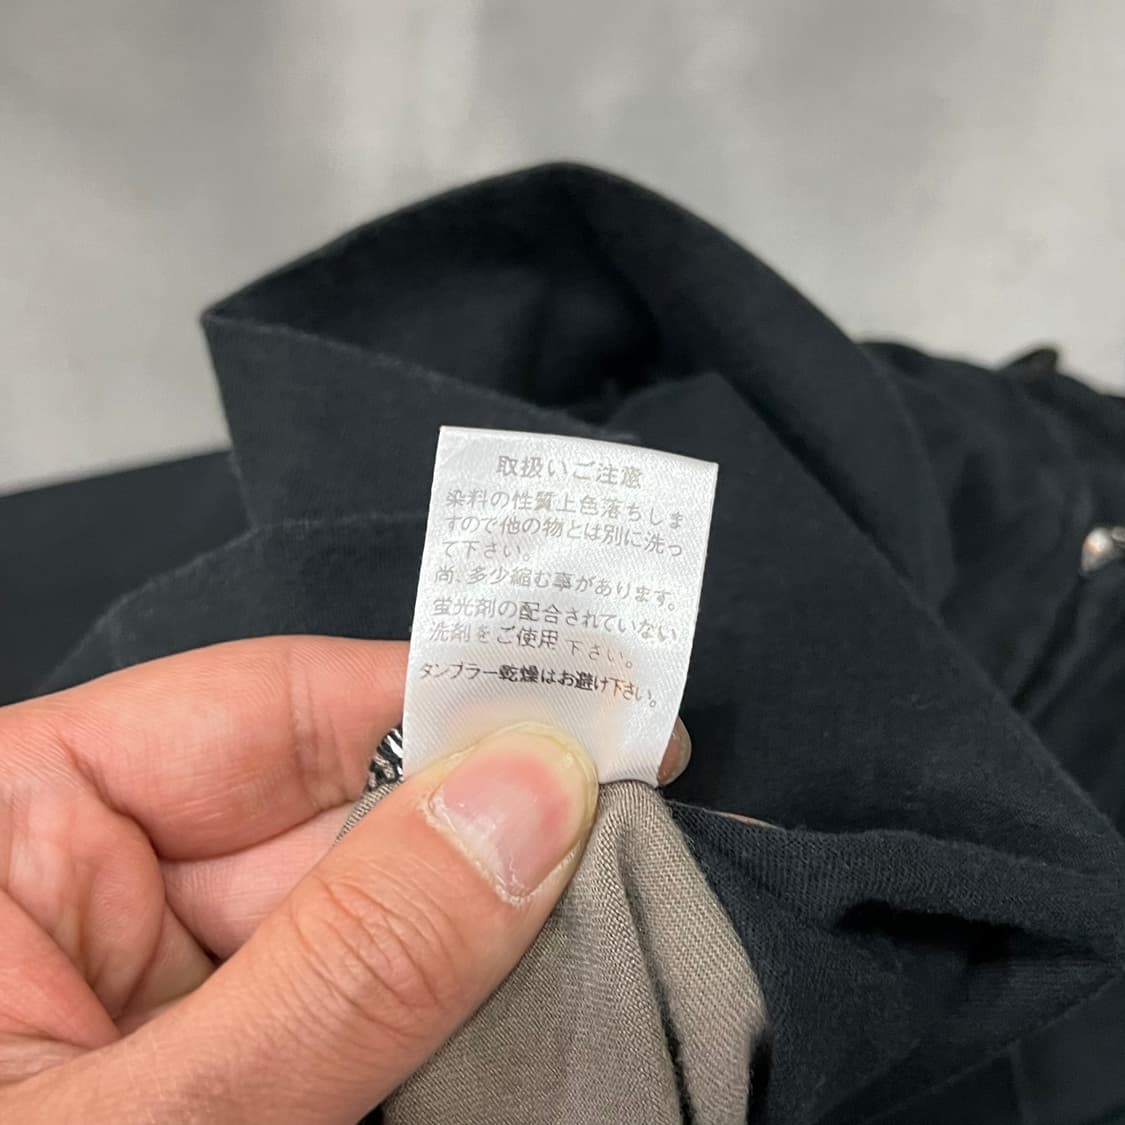 取扱いご注意
染料の性質上色落ちしま
すので他の物とは別に洗っ
て下さい。
尚、多少縮む事があります。
蛍光剤の配合されていない
洗剤をご使用下さい。
タンブラー乾燥はお避け下さい。